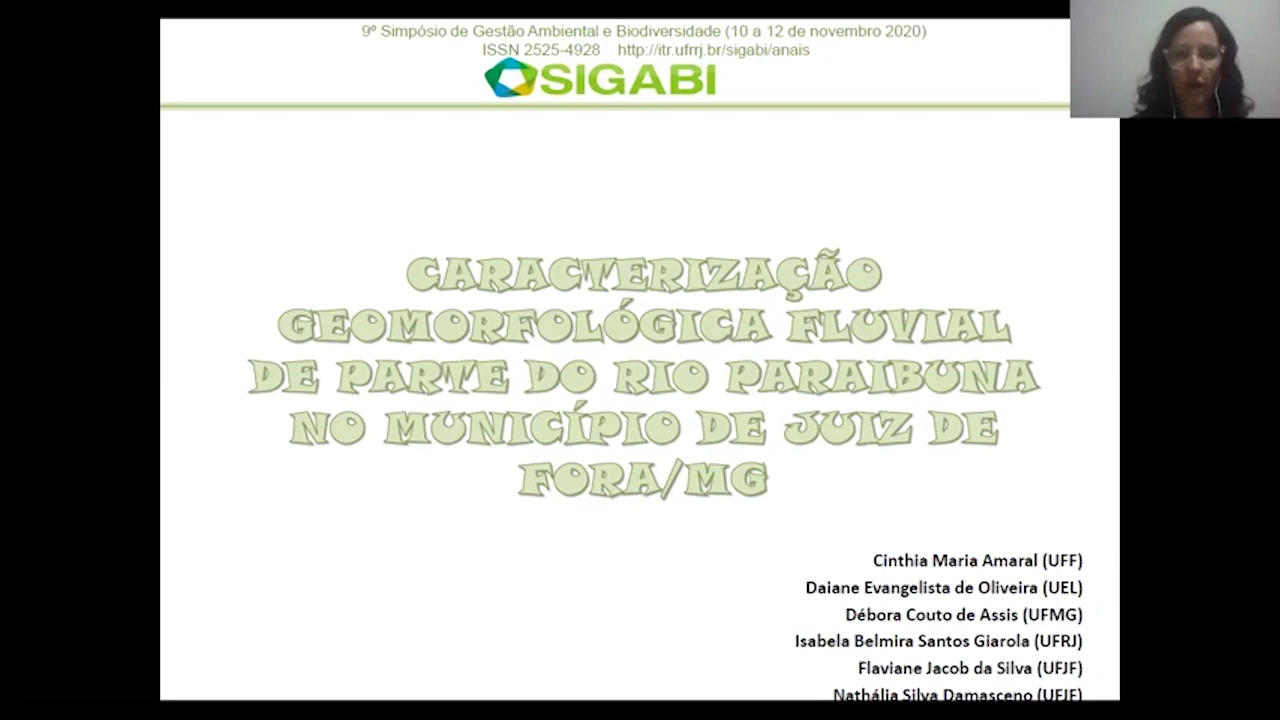 9º Simpósio de Gestão Ambiental e Biodiversidade (10 a 12 de novembro 2020)
ISSN 2525-4928 http://itr.ufrrj.br/sigabi/anais
SIGABI
CARACTERIZAÇÃO
GEOMORFOLÓGICA FLUVIAL
DE PARTE DO RIO PARAIBUNA
NO MUNICÍPIO DE JUIZ DE
FORA/MG
Cinthia Maria Amaral (UFF)
Daiane Evangelista de Oliveira (UEL)
Débora Couto de Assis (UFMG)
Isabela Belmira Santos Giarola (UFRJ)
Flaviane Jacob da Silva (UFJF)
Nathália Silva Damasceno (UFJF)